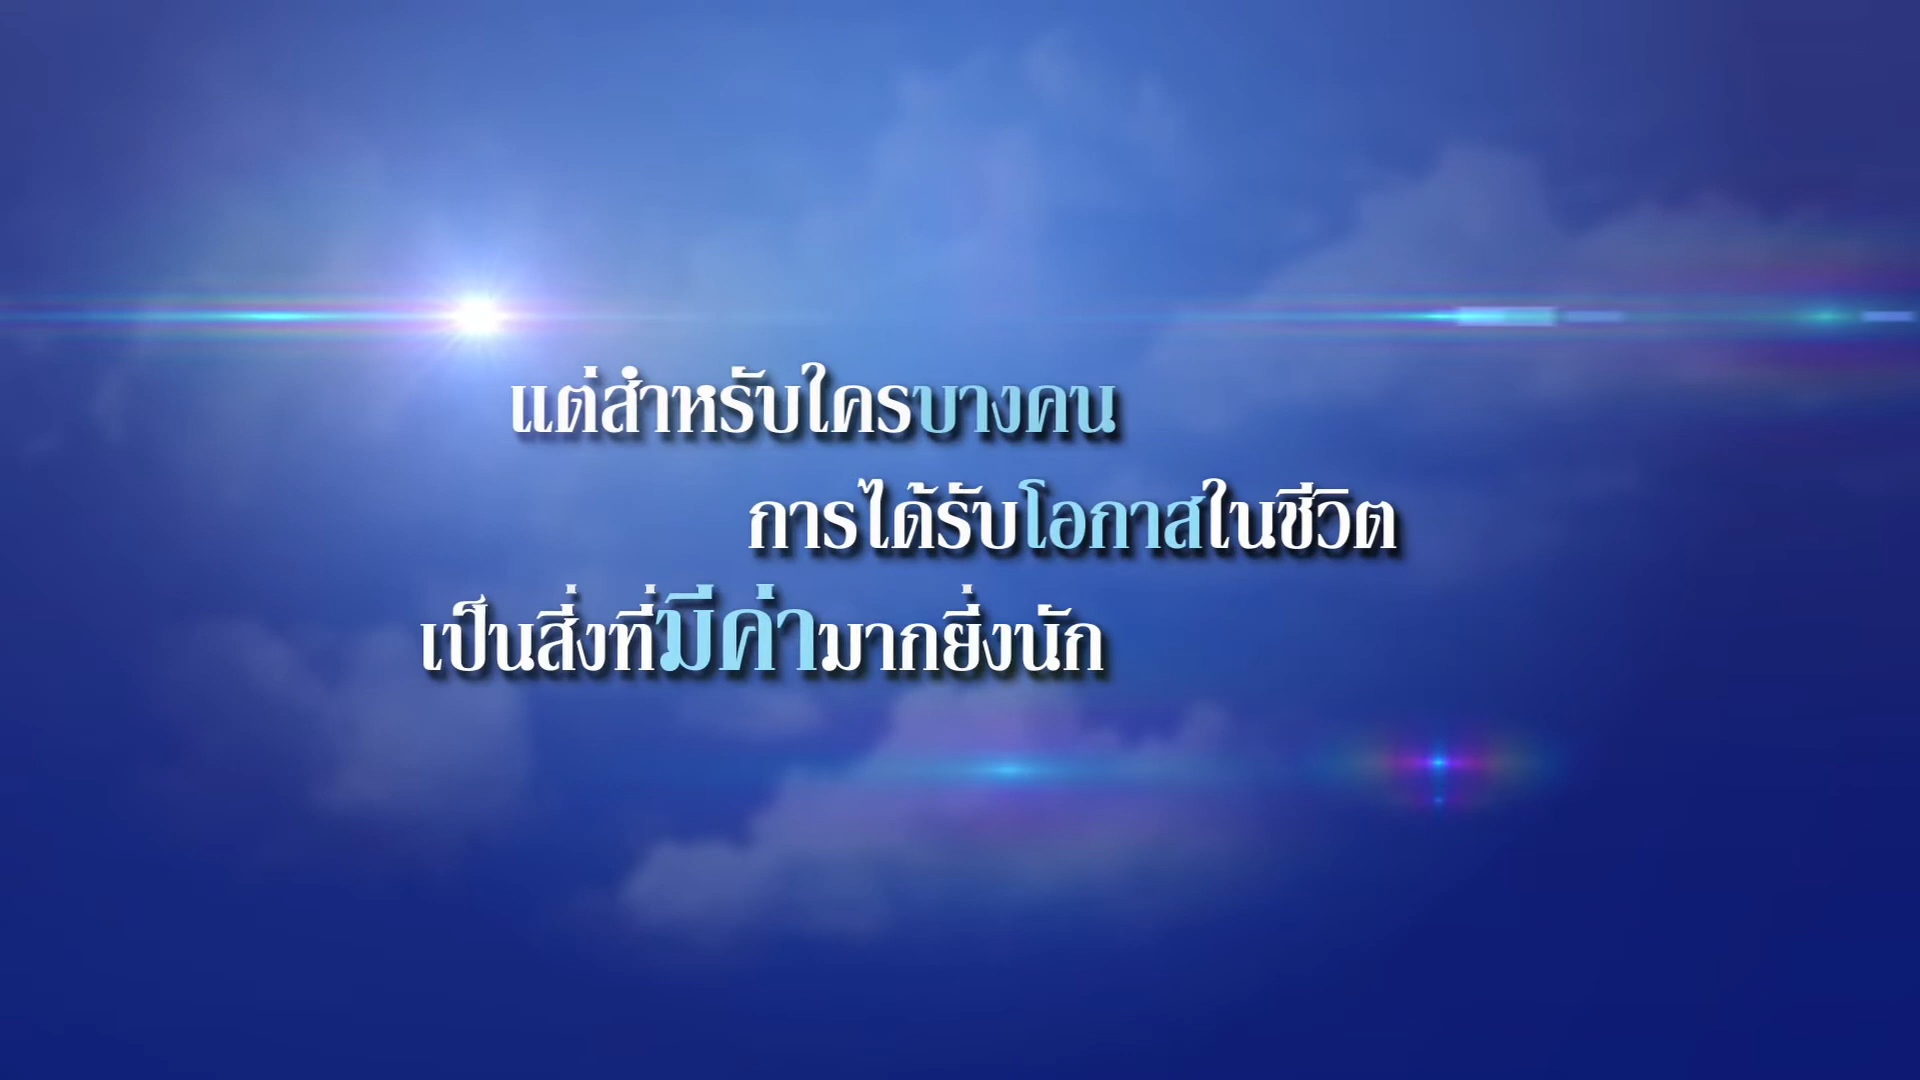 แต่สำหรับใครบางคน
การได้รับโอกาสในชีวิต
เป็นสิ่งที่มีค่ามากยิ่งนัก